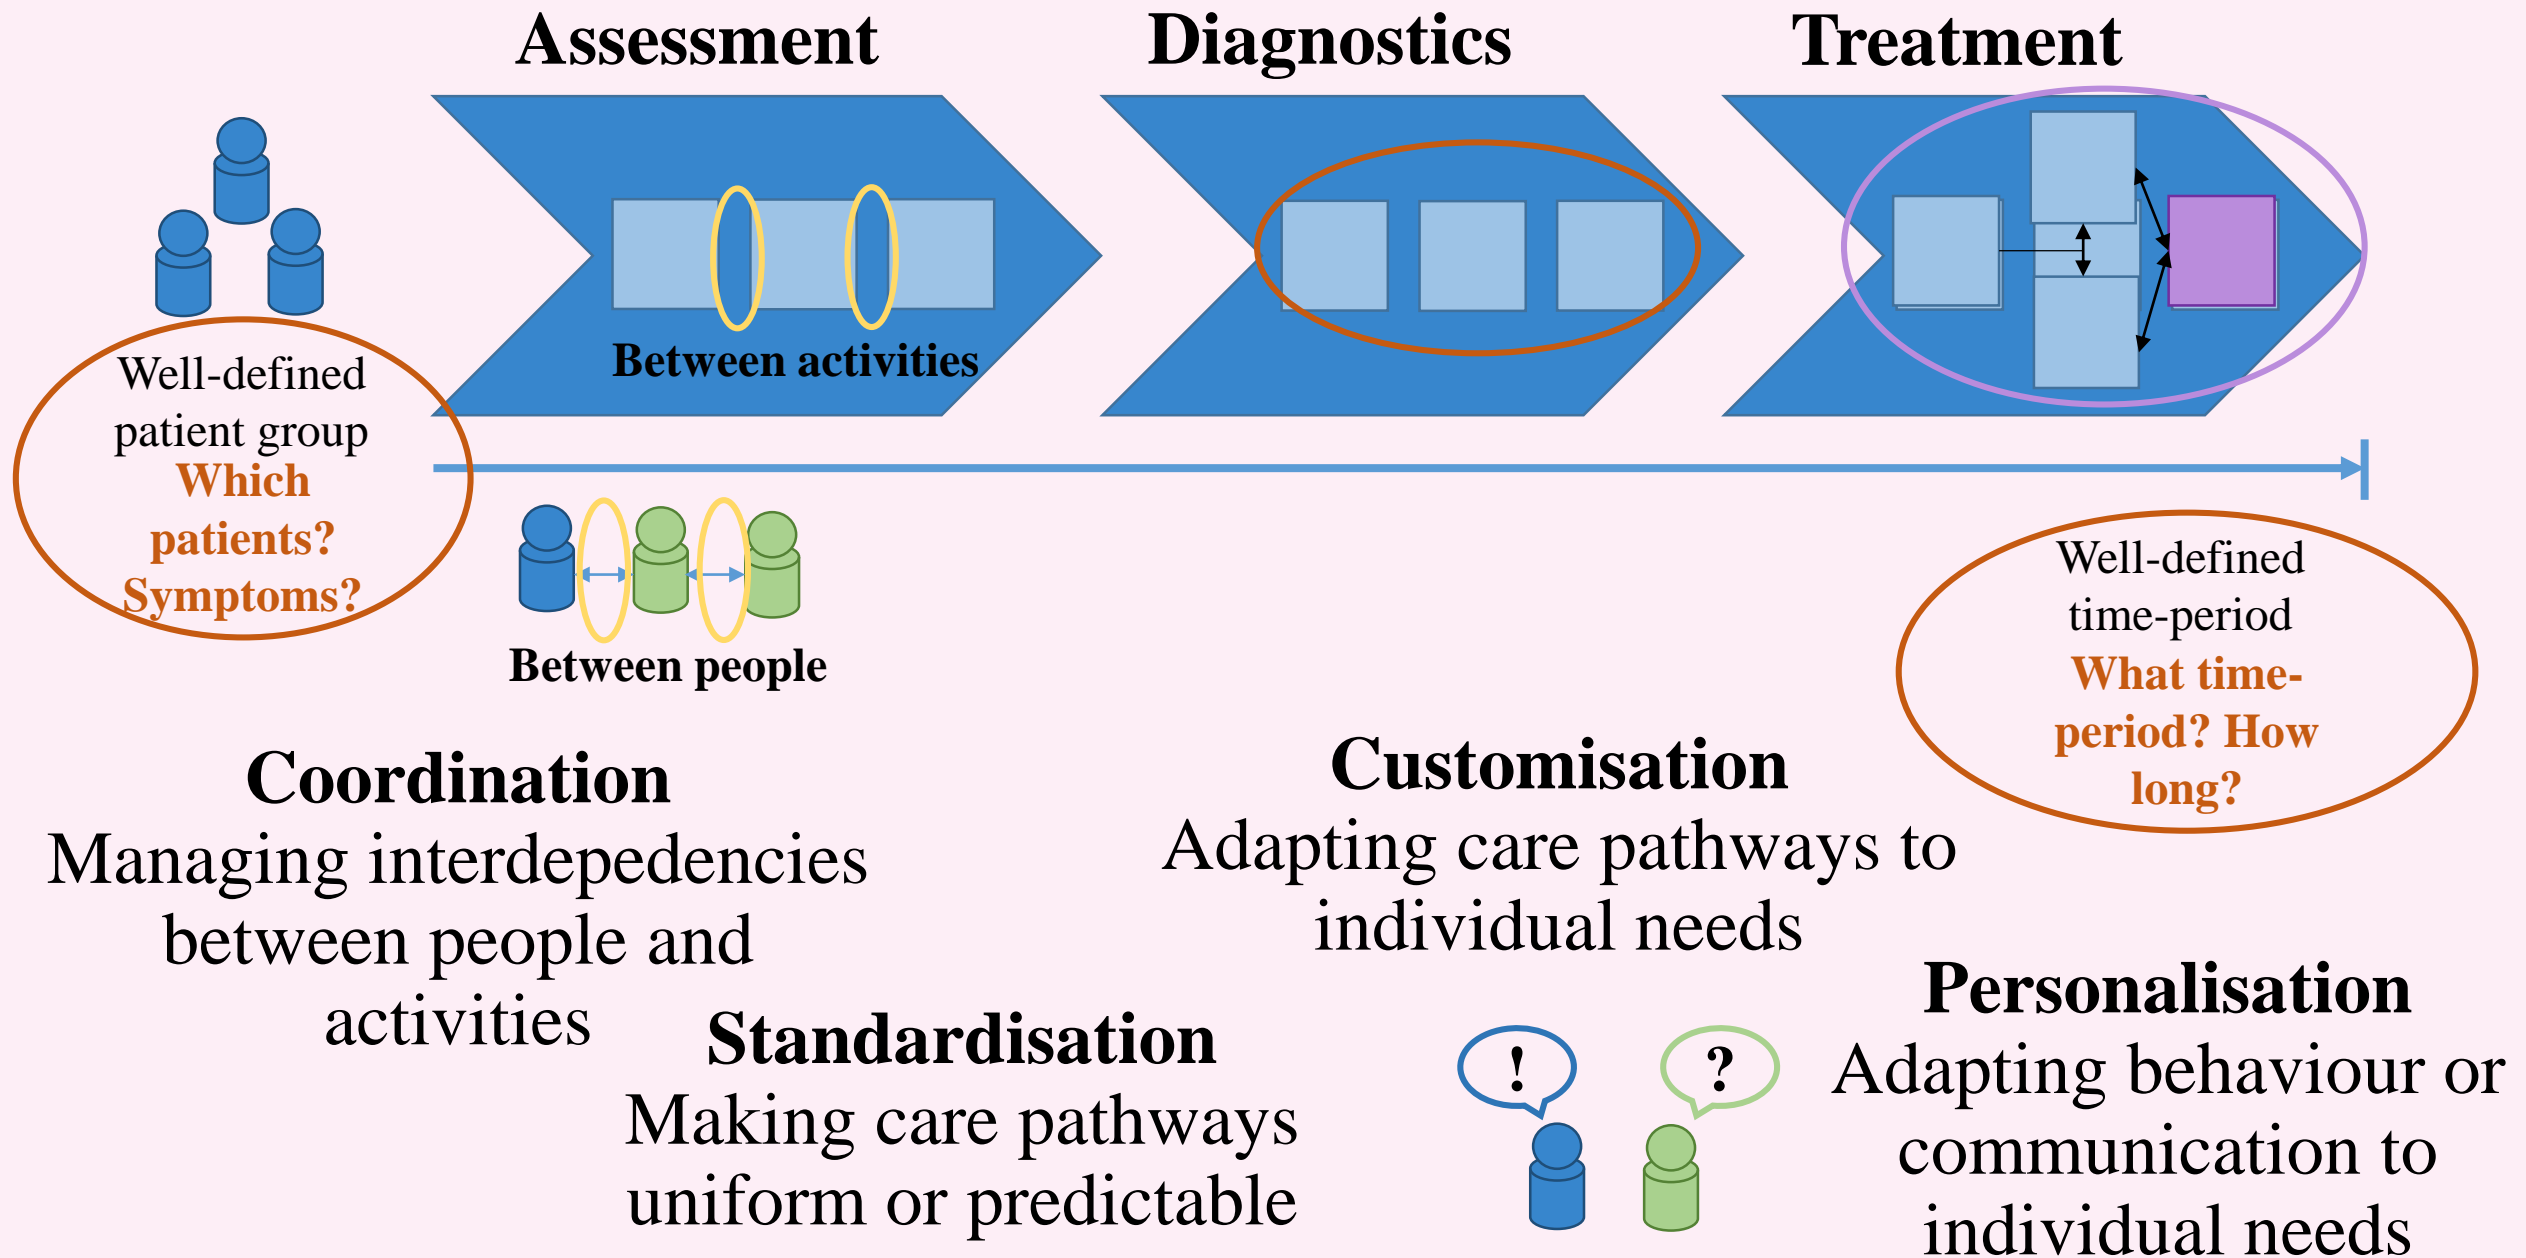 Assessment
Diagnostics
Treatment
Between activities
Well-defined
patient group
Which
patients?
Symptoms?
Between people
Well-defined
time-period
What time-
period? How
long?
Coordination
Managing interdepedencies
between people and
activities
Customisation
Adapting care pathways to
individual needs
Standardisation
Making care pathways
uniform or predictable
!
?
Personalisation
Adapting behaviour or
communication to
individual needs